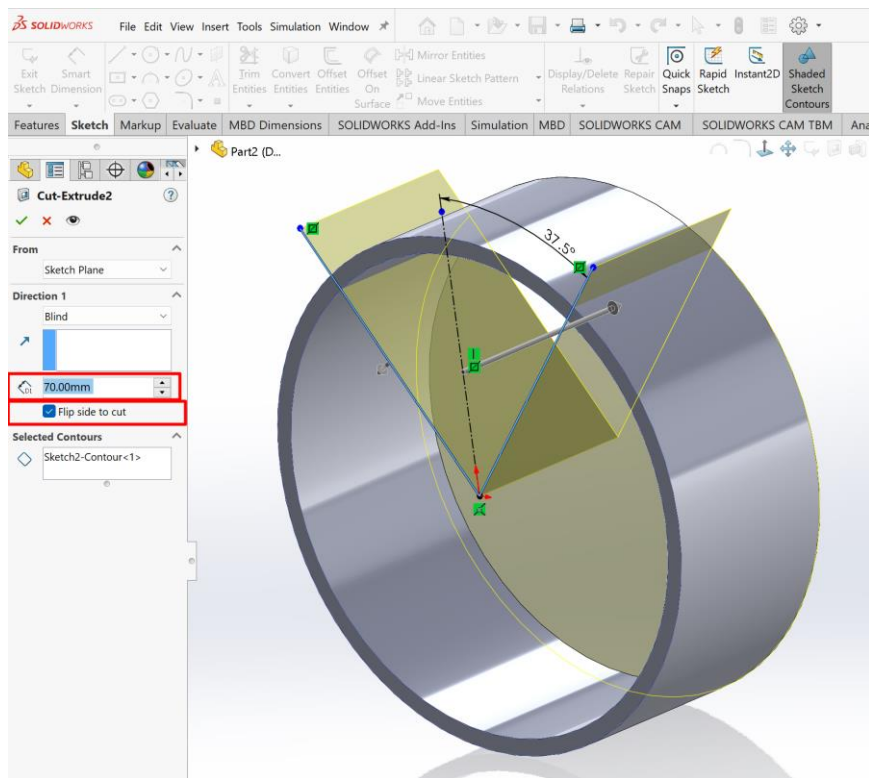 SOLIDWORKS File Edit View Insert Tools Simulation Window
Exit Sketch
Smart Dimension
Trim Entities
Convert Entities
Offset Entities
Offset On Surface
Mirror Entities
Linear Sketch Pattern
Move Entities
Display/Delete Relations
Repair Sketch
Quick Snaps
Rapid Sketch
Instant2D
Shaded Sketch Contours
Features Sketch Markup Evaluate MBD Dimensions SOLIDWORKS Add-Ins Simulation MBD SOLIDWORKS CAM SOLIDWORKS CAM TBM Ana
Part2 (D...
Cut-Extrude2
From
Sketch Plane
Direction 1
Blind
70.00mm
Flip side to cut
Selected Contours
Sketch2-Contour<1>
37.5°